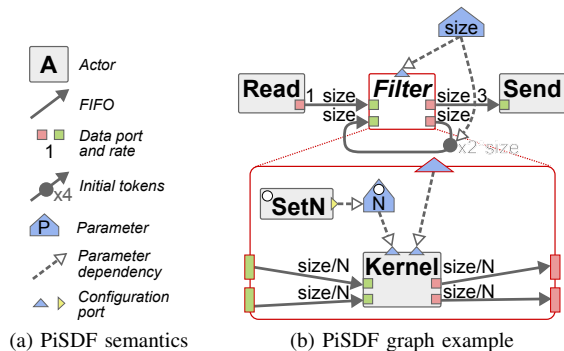 A
Actor
FIFO
1
Data port
and rate
x4
Initial tokens
P
Parameter
Parameter
dependency
Configuration
port
(a) PiSDF semantics
size
Read
1
size
Filter
size
3
Send
size
size
x2 size
SetN
N
size/N
Kernel
size/N
size/N
size/N
(b) PiSDF graph example